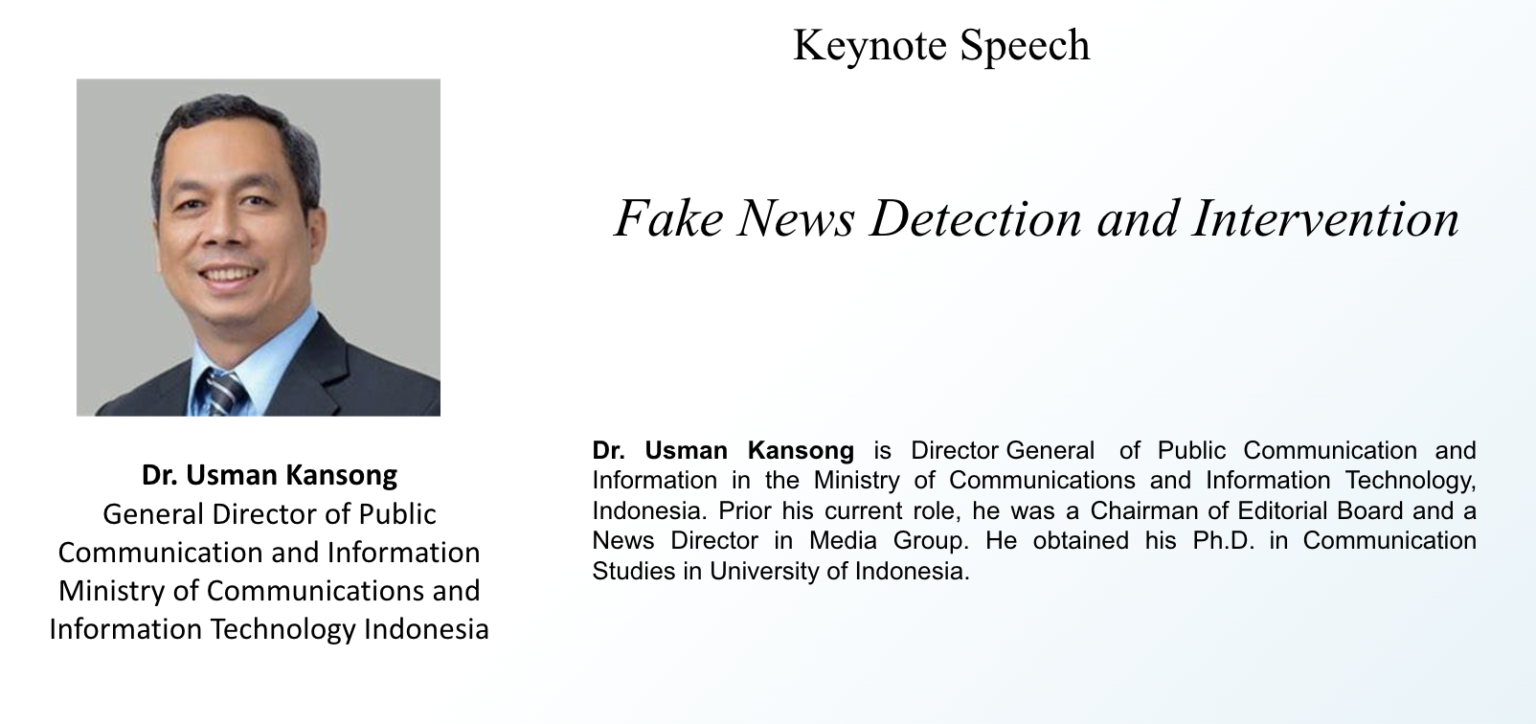 Keynote Speech
Fake News Detection and Intervention
Dr. Usman Kansong
General Director of Public
Communication and Information
Ministry of Communications and
Information Technology Indonesia
Dr. Usman Kansong is Director General of Public Communication and
Information in the Ministry of Communications and Information Technology,
Indonesia. Prior his current role, he was a Chairman of Editorial Board and a
News Director in Media Group. He obtained his Ph.D. in Communication
Studies in University of Indonesia.